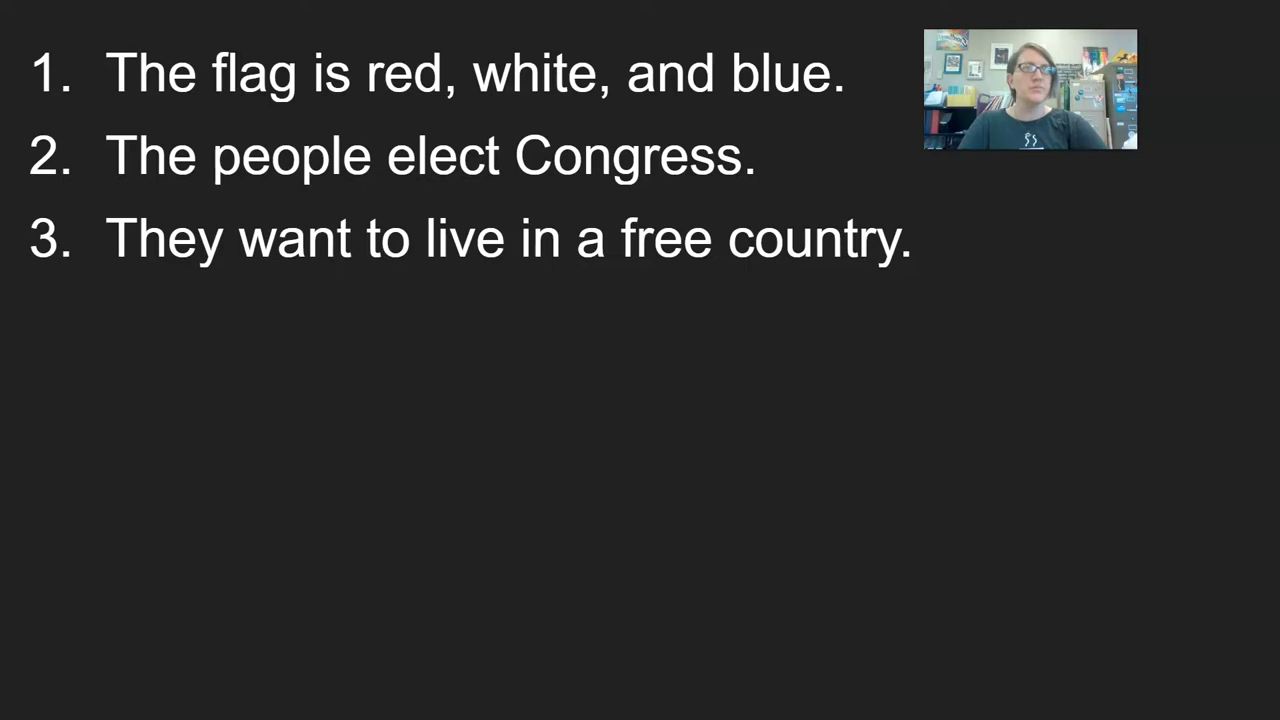 1. The flag is red, white, and blue.
2. The people elect Congress.
3. They want to live in a free country.